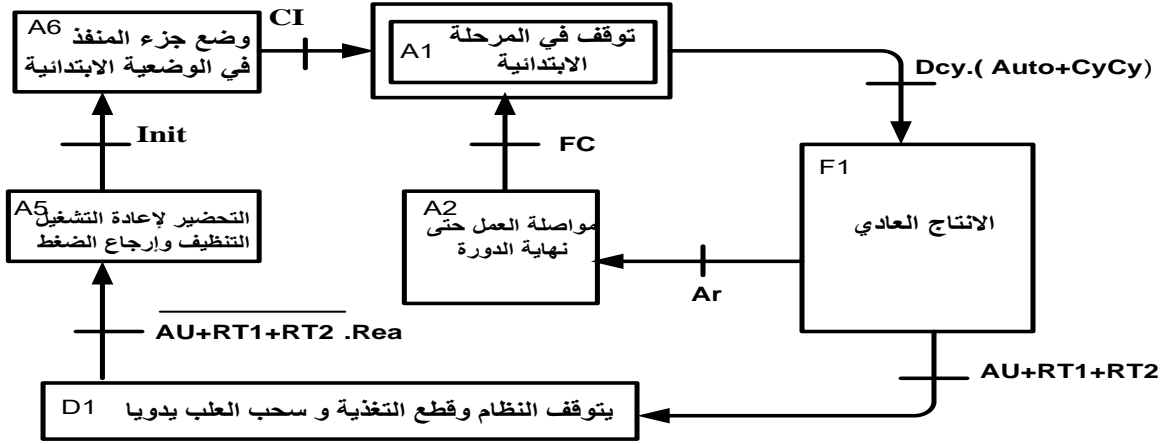 A6
وضع جزء المنفذ
في الوضعية الابتدائية
CI
A1
توقف في المرحلة
الابتدائية
Dcy.( Auto+CyCy)
Init
FC
F1
الانتاج العادي
A5
التحضير لإعادة التشغيل
التنظيف وإرجاع الضغط
A2
مواصلة العمل حتى
نهاية الدورة
Ar
AU+RT1+RT2 .Rea
AU+RT1+RT2
D1
يتوقف النظام وقطع التغذية و سحب العلب يدويا